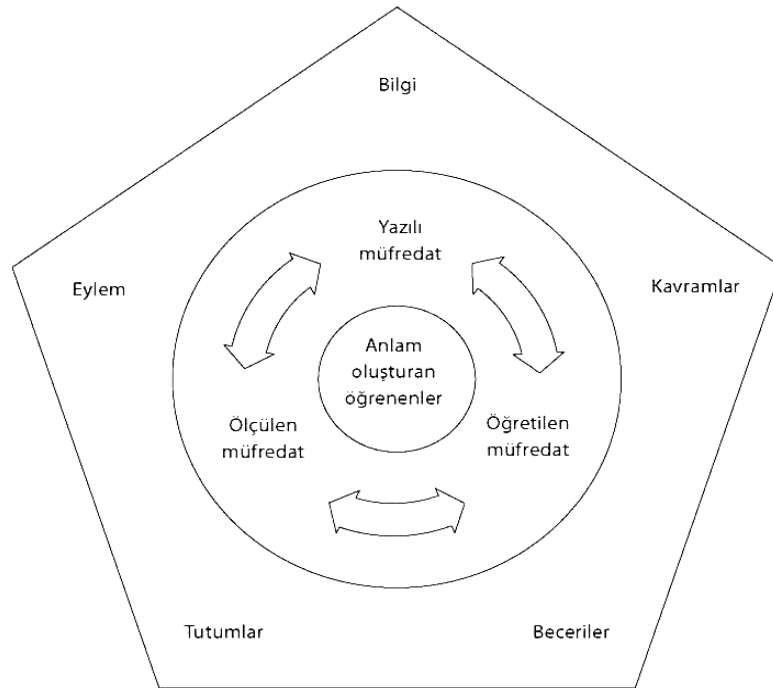 Bilgi
Yazılı
müfredat
Eylem
Kavramlar
Anlam
oluşturan
öğrenenler
Ölçülen
müfredat
Öğretilen
müfredat
Tutumlar
Beceriler